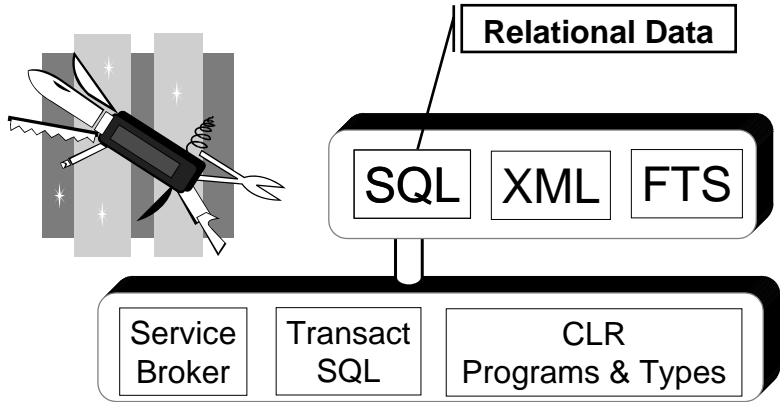 Relational Data
SQL
XML
FTS
Service
Broker
Transact
SQL
CLR
Programs & Types